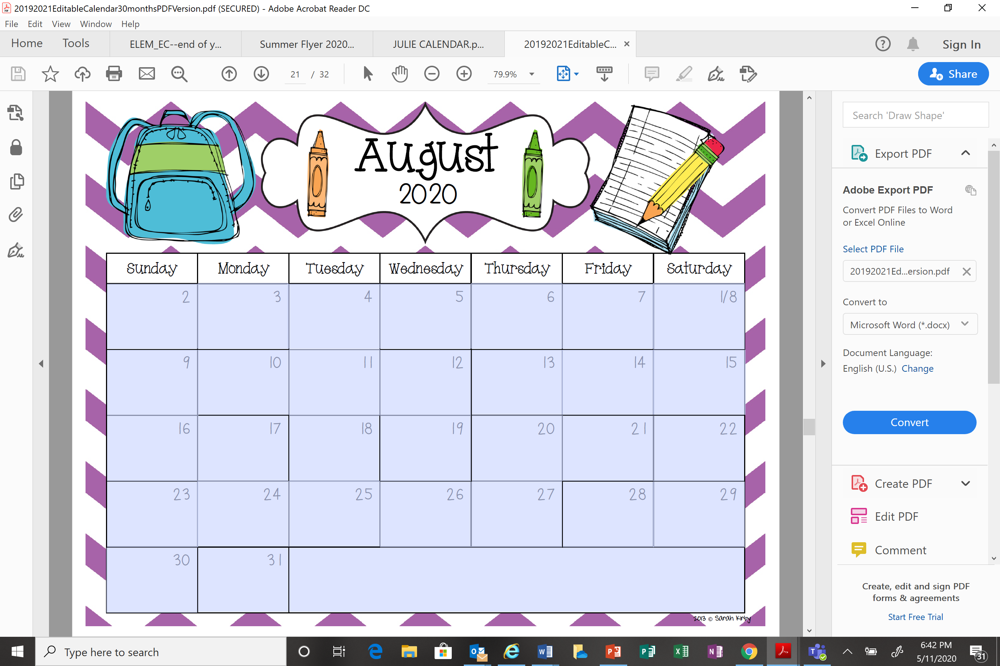 20192021EditableCalendar30monthsPDFVersion.pdf (SECURED) - Adobe Acrobat Reader DC
File Edit View Window Help
Home Tools ELEM_EC--end of y... Summer Flyer 2020... JULIE CALENDAR.p... 20192021EditableC... Sign In
21 / 32 79.9% Share
August
2020
Sunday Monday Tuesday Wednesday Thursday Friday Saturday
2 3 4 5 6 7 1/8
9 10 11 12 13 14 15
16 17 18 19 20 21 22
23 24 25 26 27 28 29
30 31
2013 © Sarah Kirby
Search 'Draw Shape'
Export PDF
Adobe Export PDF
Convert PDF Files to Word
or Excel Online
Select PDF File
20192021Ed...ersion.pdf
Convert to
Microsoft Word (*.docx)
Document Language:
English (U.S.) Change
Convert
Create PDF
Edit PDF
Comment
Create, edit and sign PDF
forms & agreements
Start Free Trial
Type here to search
6:42 PM
5/11/2020
31